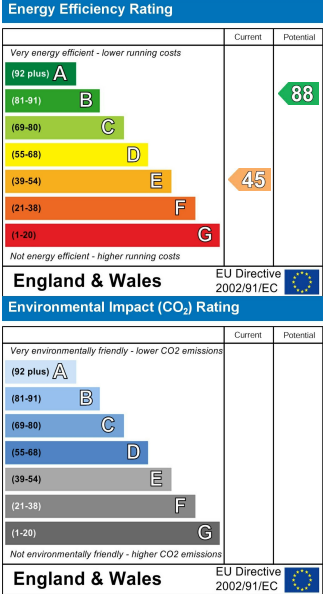 Energy Efficiency Rating
Current Potential
Very energy efficient - lower running costs
(92 plus) A
(81-91) B
88
(69-80) C
(55-68) D
(39-54) E
45
(21-38) F
(1-20) G
Not energy efficient - higher running costs
England & Wales
EU Directive
2002/91/EC
Environmental Impact (CO₂) Rating
Current Potential
Very environmentally friendly - lower CO2 emissions
(92 plus) A
(81-91) B
(69-80) C
(55-68) D
(39-54) E
(21-38) F
(1-20) G
Not environmentally friendly - higher CO2 emissions
England & Wales
EU Directive
2002/91/EC